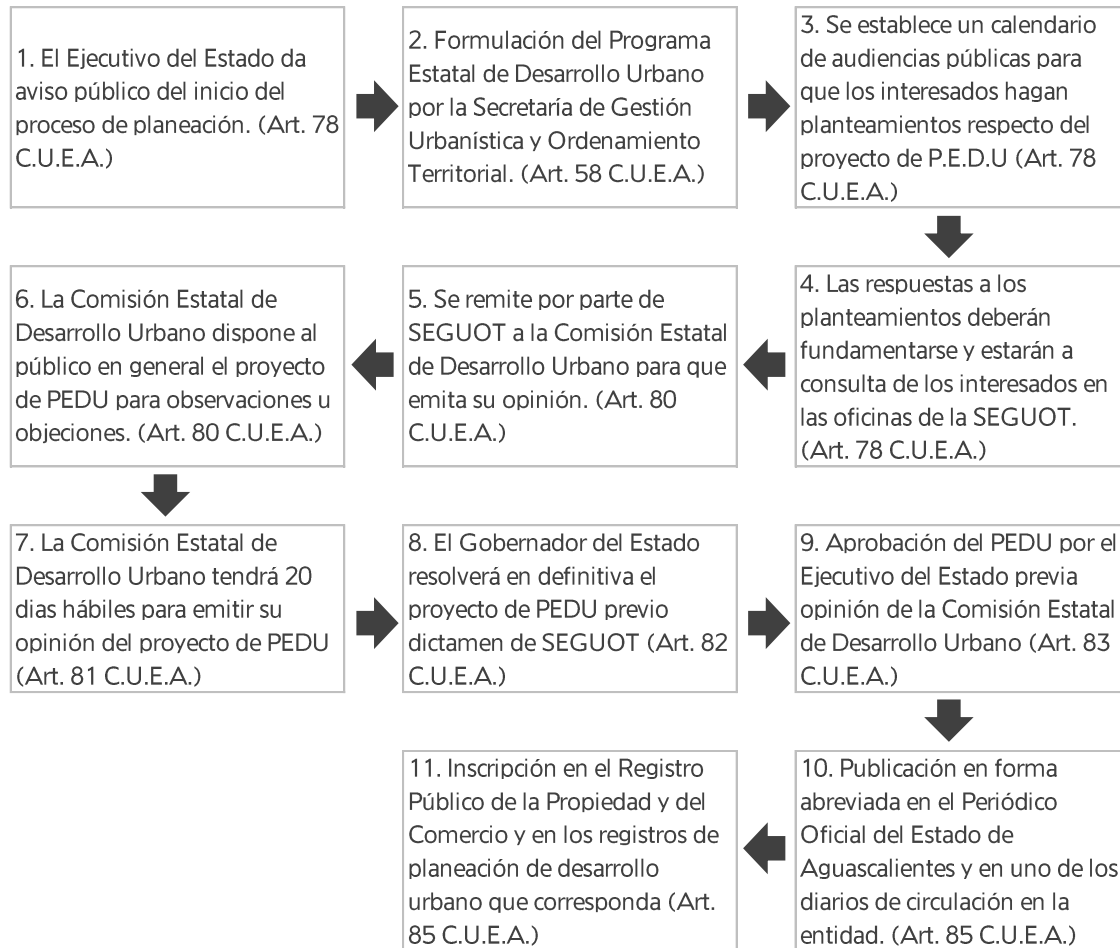 1. El Ejecutivo del Estado da
aviso público del inicio del
proceso de planeación. (Art. 78
C.U.E.A.)
2. Formulación del Programa
Estatal de Desarrollo Urbano
por la Secretaría de Gestión
Urbanística y Ordenamiento
Territorial. (Art. 58 C.U.E.A.)
3. Se establece un calendario
de audiencias públicas para
que los interesados hagan
planteamientos respecto del
proyecto de P.E.D.U (Art. 78
C.U.E.A.)
4. Las respuestas a los
planteamientos deberán
fundamentarse y estarán a
consulta de los interesados en
las oficinas de la SEGUOT.
(Art. 78 C.U.E.A.)
5. Se remite por parte de
SEGUOT a la Comisión Estatal
de Desarrollo Urbano para que
emita su opinión. (Art. 80
C.U.E.A.)
6. La Comisión Estatal de
Desarrollo Urbano dispone al
público en general el proyecto
de PEDU para observaciones u
objeciones. (Art. 80 C.U.E.A.)
7. La Comisión Estatal de
Desarrollo Urbano tendrá 20
dias hábiles para emitir su
opinión del proyecto de PEDU
(Art. 81 C.U.E.A.)
8. El Gobernador del Estado
resolverá en definitiva el
proyecto de PEDU previo
dictamen de SEGUOT (Art. 82
C.U.E.A.)
9. Aprobación del PEDU por el
Ejecutivo del Estado previa
opinión de la Comisión Estatal
de Desarrollo Urbano (Art. 83
C.U.E.A.)
10. Publicación en forma
abreviada en el Periódico
Oficial del Estado de
Aguascalientes y en uno de los
diarios de circulación en la
entidad. (Art. 85 C.U.E.A.)
11. Inscripción en el Registro
Público de la Propiedad y del
Comercio y en los registros de
planeación de desarrollo
urbano que corresponda (Art.
85 C.U.E.A.)